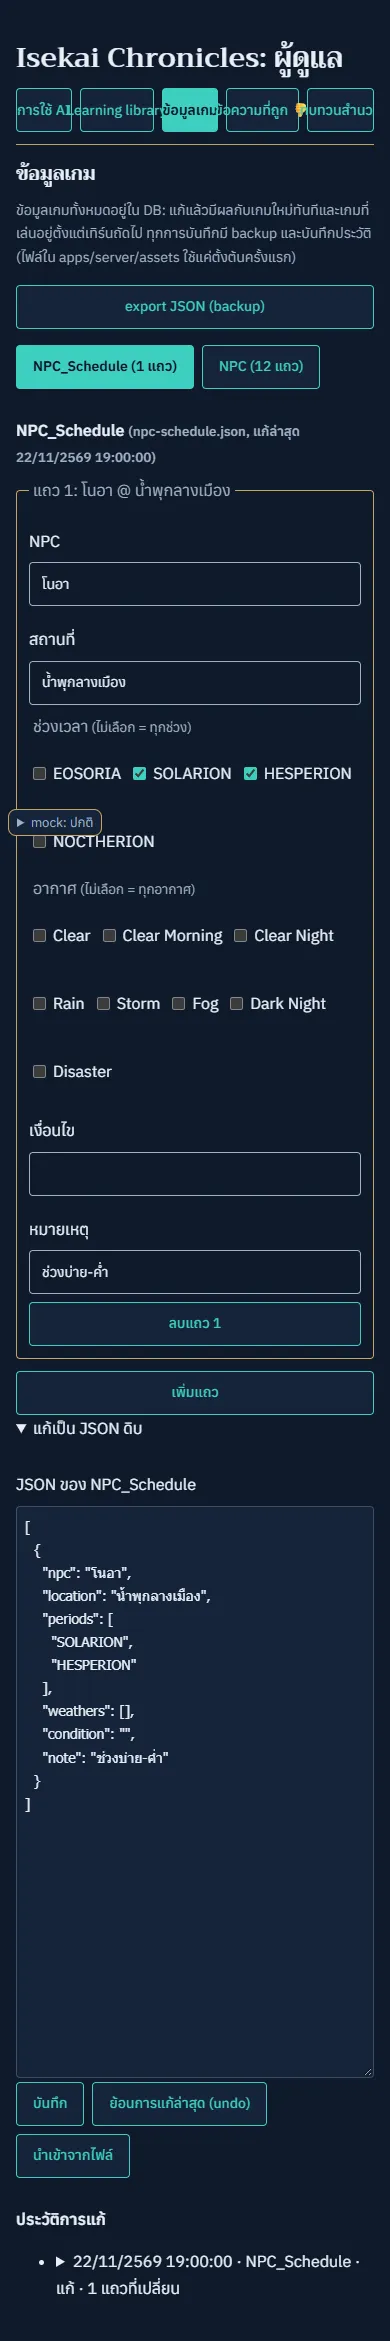 Isekai Chronicles: ผู้ดูแล
การใช้ AI
Learning library
ข้อมูลเกม
ข้อความที่ถูก 👎
ทบทวนสำนว
ข้อมูลเกม
ข้อมูลเกมทั้งหมดอยู่ใน DB: แก้แล้วมีผลกับเกมใหม่ทันทีและเกมที่
เล่นอยู่ตั้งแต่เทิร์นถัดไป ทุกการบันทึกมี backup และบันทึกประวัติ
(ไฟล์ใน apps/server/assets ใช้แค่ตั้งต้นครั้งแรก)
export JSON (backup)
NPC_Schedule (1 แถว)
NPC (12 แถว)
NPC_Schedule (npc-schedule.json, แก้ล่าสุด
22/11/2569 19:00:00)
แถว 1: โนอา @ น้ำพุกลางเมือง
NPC
โนอา
สถานที่
น้ำพุกลางเมือง
ช่วงเวลา (ไม่เลือก = ทุกช่วง)
EOSORIA SOLARION HESPERION
▶ mock: ปกติ
NOCTHERION
อากาศ (ไม่เลือก = ทุกอากาศ)
Clear Clear Morning Clear Night
Rain Storm Fog Dark Night
Disaster
เงื่อนไข
หมายเหตุ
ช่วงบ่าย-ค่ำ
ลบแถว 1
เพิ่มแถว
▼ แก้เป็น JSON ดิบ
JSON ของ NPC_Schedule
[
{
"npc": "โนอา",
"location": "น้ำพุกลางเมือง",
"periods": [
"SOLARION",
"HESPERION"
],
"weathers": [],
"condition": "",
"note": "ช่วงบ่าย-ค่ำ"
}
]
บันทึก
ย้อนการแก้ล่าสุด (undo)
นำเข้าจากไฟล์
ประวัติการแก้
• ▶ 22/11/2569 19:00:00 · NPC_Schedule ·
แก้ · 1 แถวที่เปลี่ยน